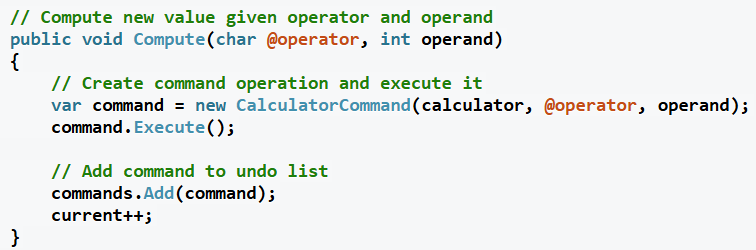 // Compute new value given operator and operand
public void Compute(char @operator, int operand)
{
    // Create command operation and execute it
    var command = new CalculatorCommand(calculator, @operator, operand);
    command.Execute();

    // Add command to undo list
    commands.Add(command);
    current++;
}